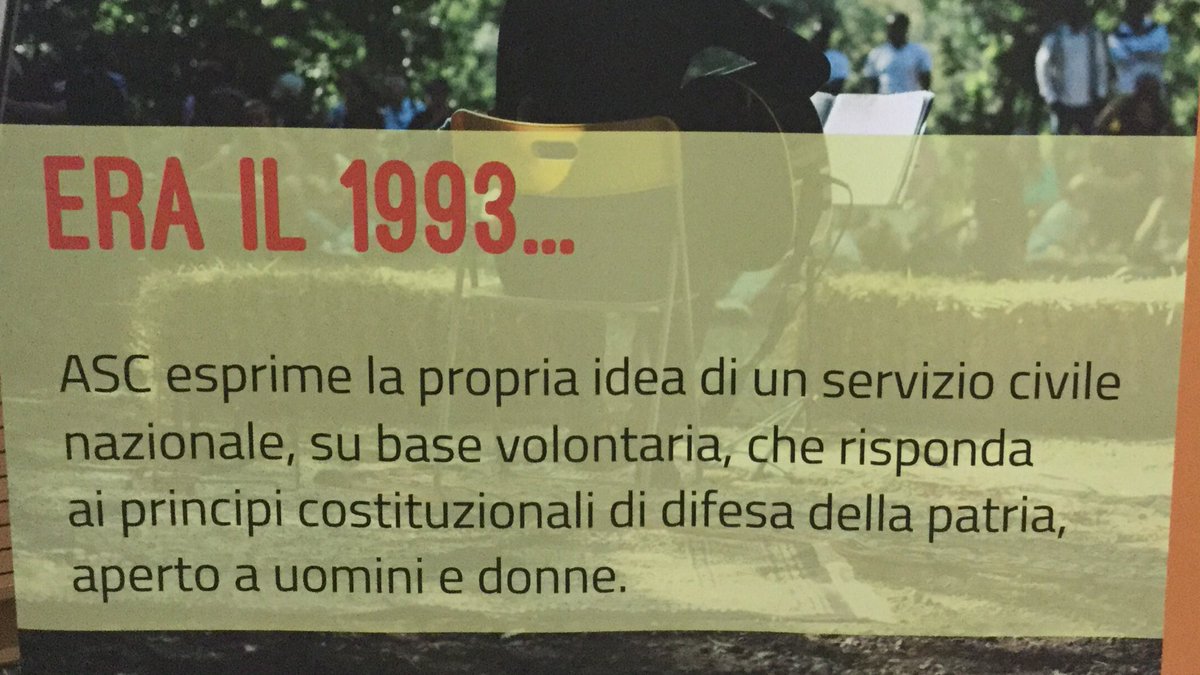 ERA IL 1993...
ASC esprime la propria idea di un servizio civile
nazionale, su base volontaria, che risponda
ai principi costituzionali di difesa della patria,
aperto a uomini e donne.